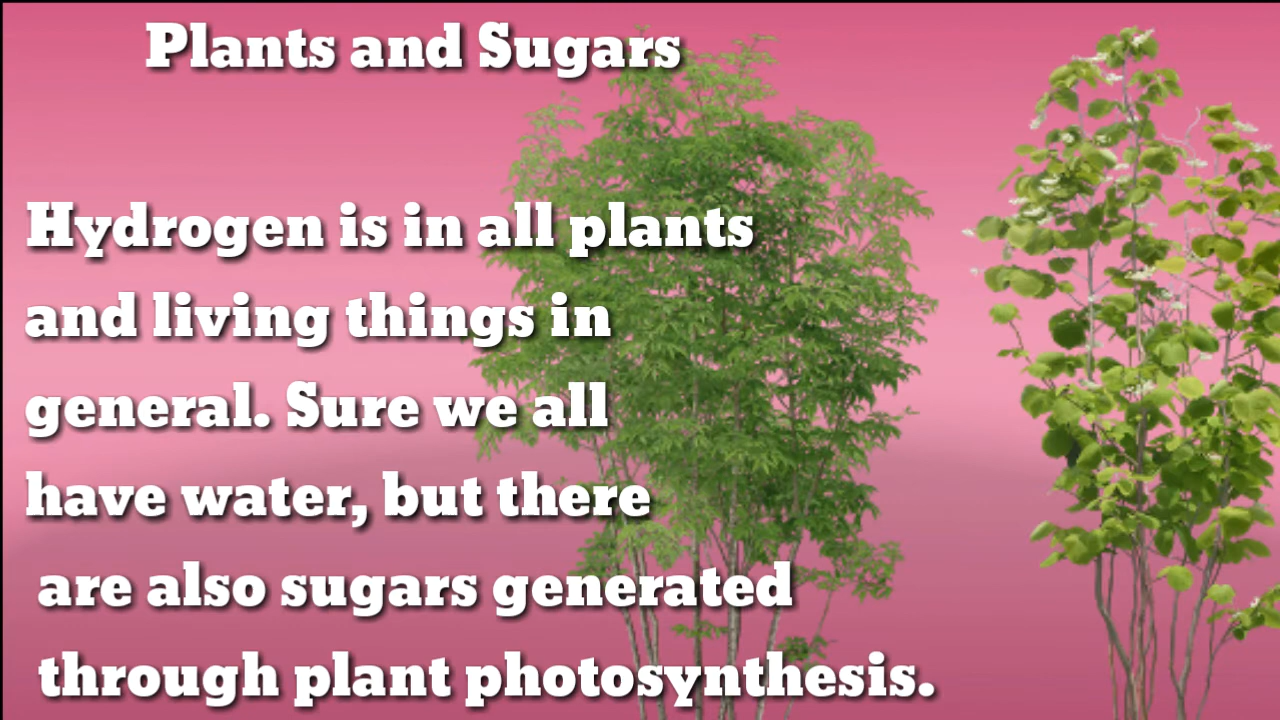 Plants and Sugars
Hydrogen is in all plants
and living things in
general. Sure we all
have water, but there
are also sugars generated
through plant photosynthesis.